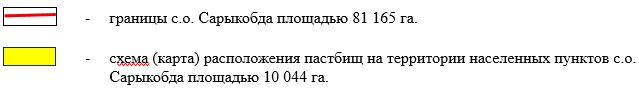 - границы с.о. Сарыкобда площадью 81 165 га.
- схема (карта) расположения пастбищ на территории населенных пунктов с.о.
Сарыкобда площадью 10 044 га.